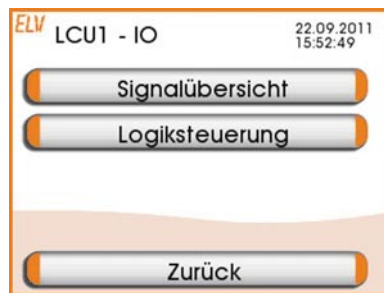 ELV LCU1 - IO
22.09.2011
15:52:49
Signalübersicht
Logiksteuerung
Zurück